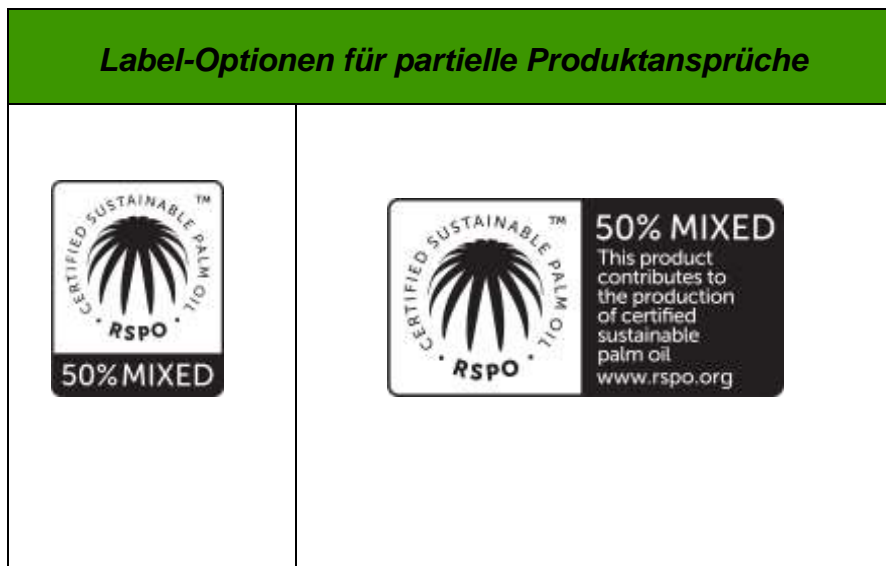 Label-Optionen für partielle Produktansprüche
CERTIFIED SUSTAINABLE PALM OIL
TM
· RSPO ·
50% MIXED
CERTIFIED SUSTAINABLE PALM OIL
TM
· RSPO ·
50% MIXED
This product
contributes to
the production
of certified
sustainable
palm oil
www.rspo.org